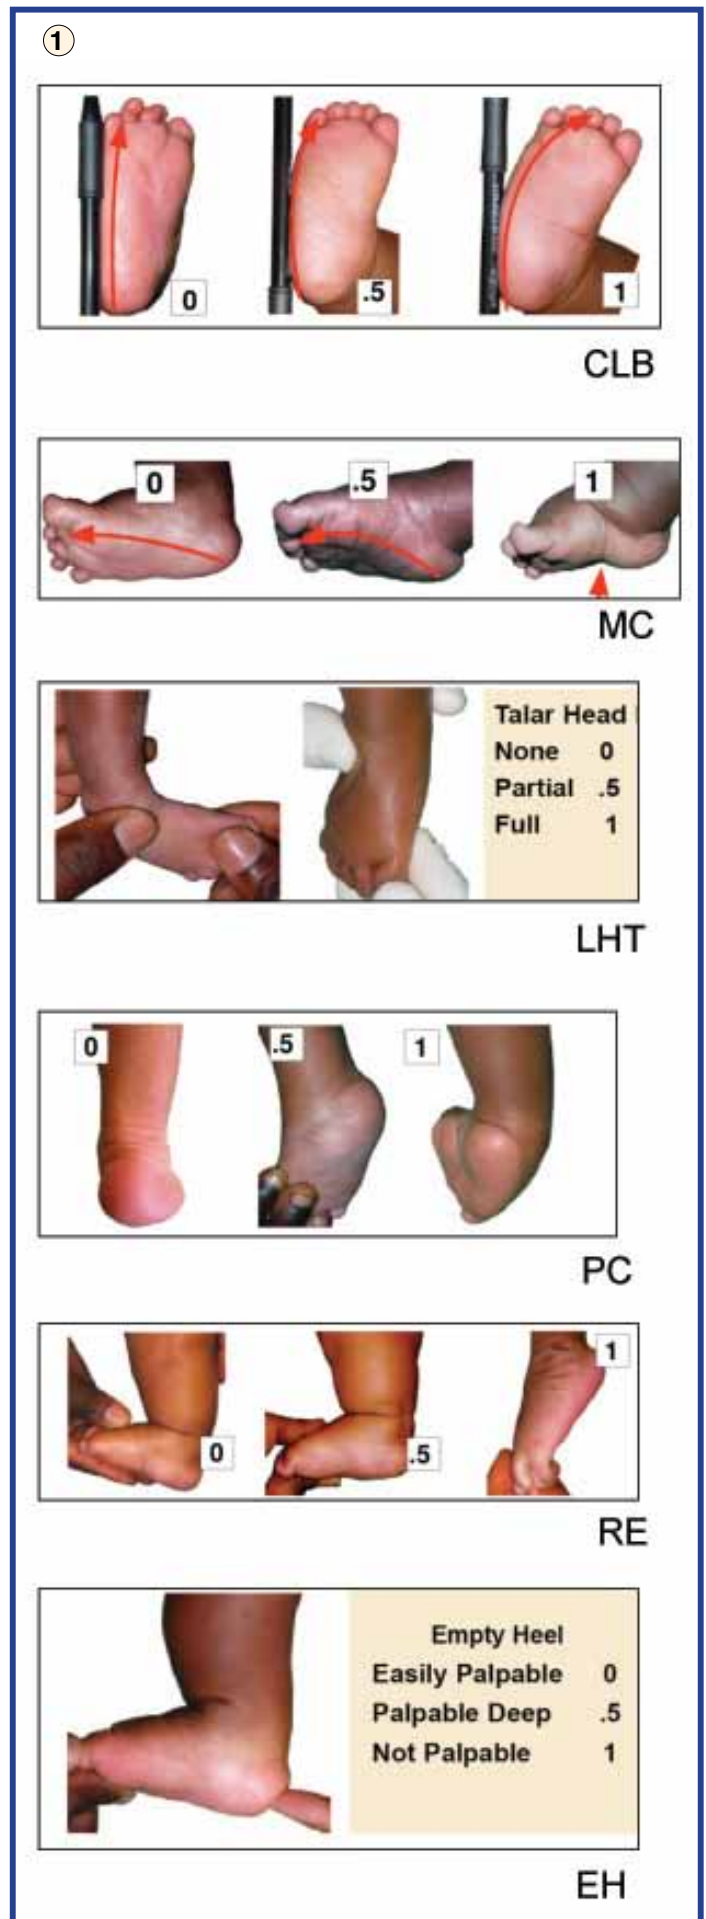 1
0 .5 1
CLB
0 .5 1
MC
Talar Head
None 0
Partial .5
Full 1
LHT
0 .5 1
PC
0 .5 1
RE
Empty Heel
Easily Palpable 0
Palpable Deep .5
Not Palpable 1
EH